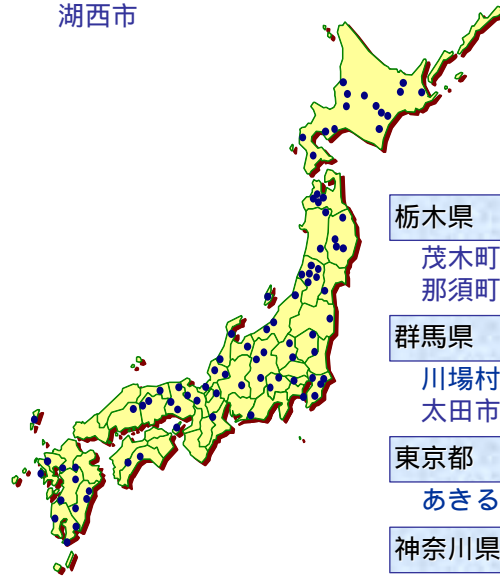 湖西市
栃木県
茂木町
那須町
群馬県
川場村
太田市
東京都
あきる
神奈川県